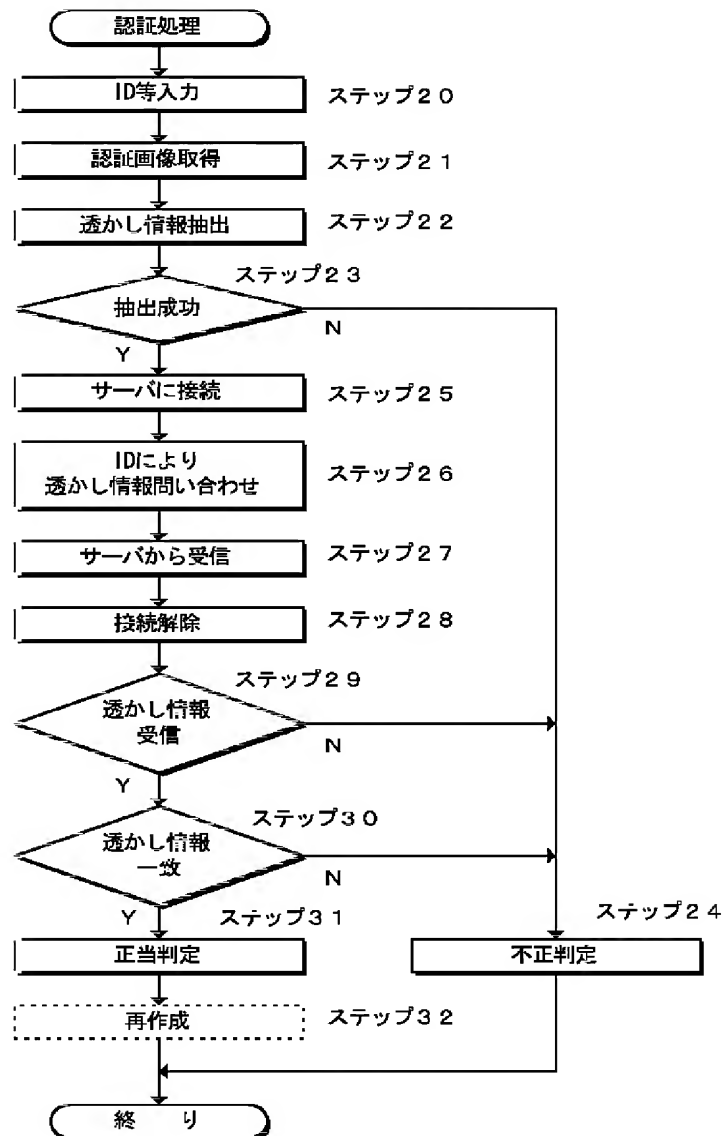 認証処理
ID等入力 ステップ２０
認証画像取得 ステップ２１
透かし情報抽出 ステップ２２
ステップ２３
抽出成功
N
Y
サーバに接続 ステップ２５
IDにより
透かし情報問い合わせ ステップ２６
サーバから受信 ステップ２７
接続解除 ステップ２８
ステップ２９
透かし情報
受信
N
Y
ステップ３０
透かし情報
一致
N
Y
ステップ３１
ステップ２４
正当判定
不正判定
再作成 ステップ３２
終 り